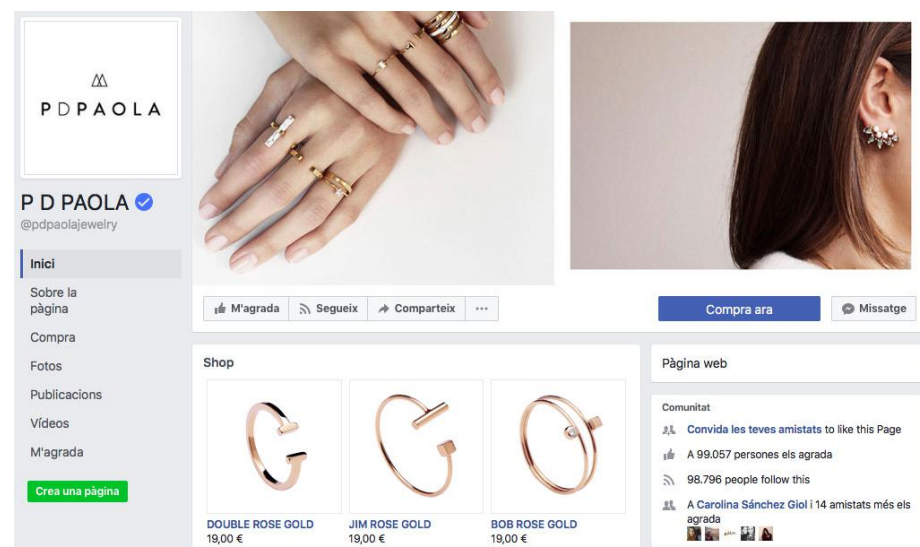 PDPAOLA
P D PAOLA
@pdpaolajewelry
Inici
Sobre la
pàgina
Compra
Fotos
Publicacions
Vídeos
M'agrada
Crea una pàgina
M'agrada
Segueix
Comparteix
Compra ara
Missatge
Shop
DOUBLE ROSE GOLD
19,00 €
JIM ROSE GOLD
19,00 €
BOB ROSE GOLD
19,00 €
Pàgina web
Comunitat
Convida les teves amistats to like this Page
A 99.057 persones els agrada
98.796 people follow this
A Carolina Sánchez Giol i 14 amistats més els
agrada